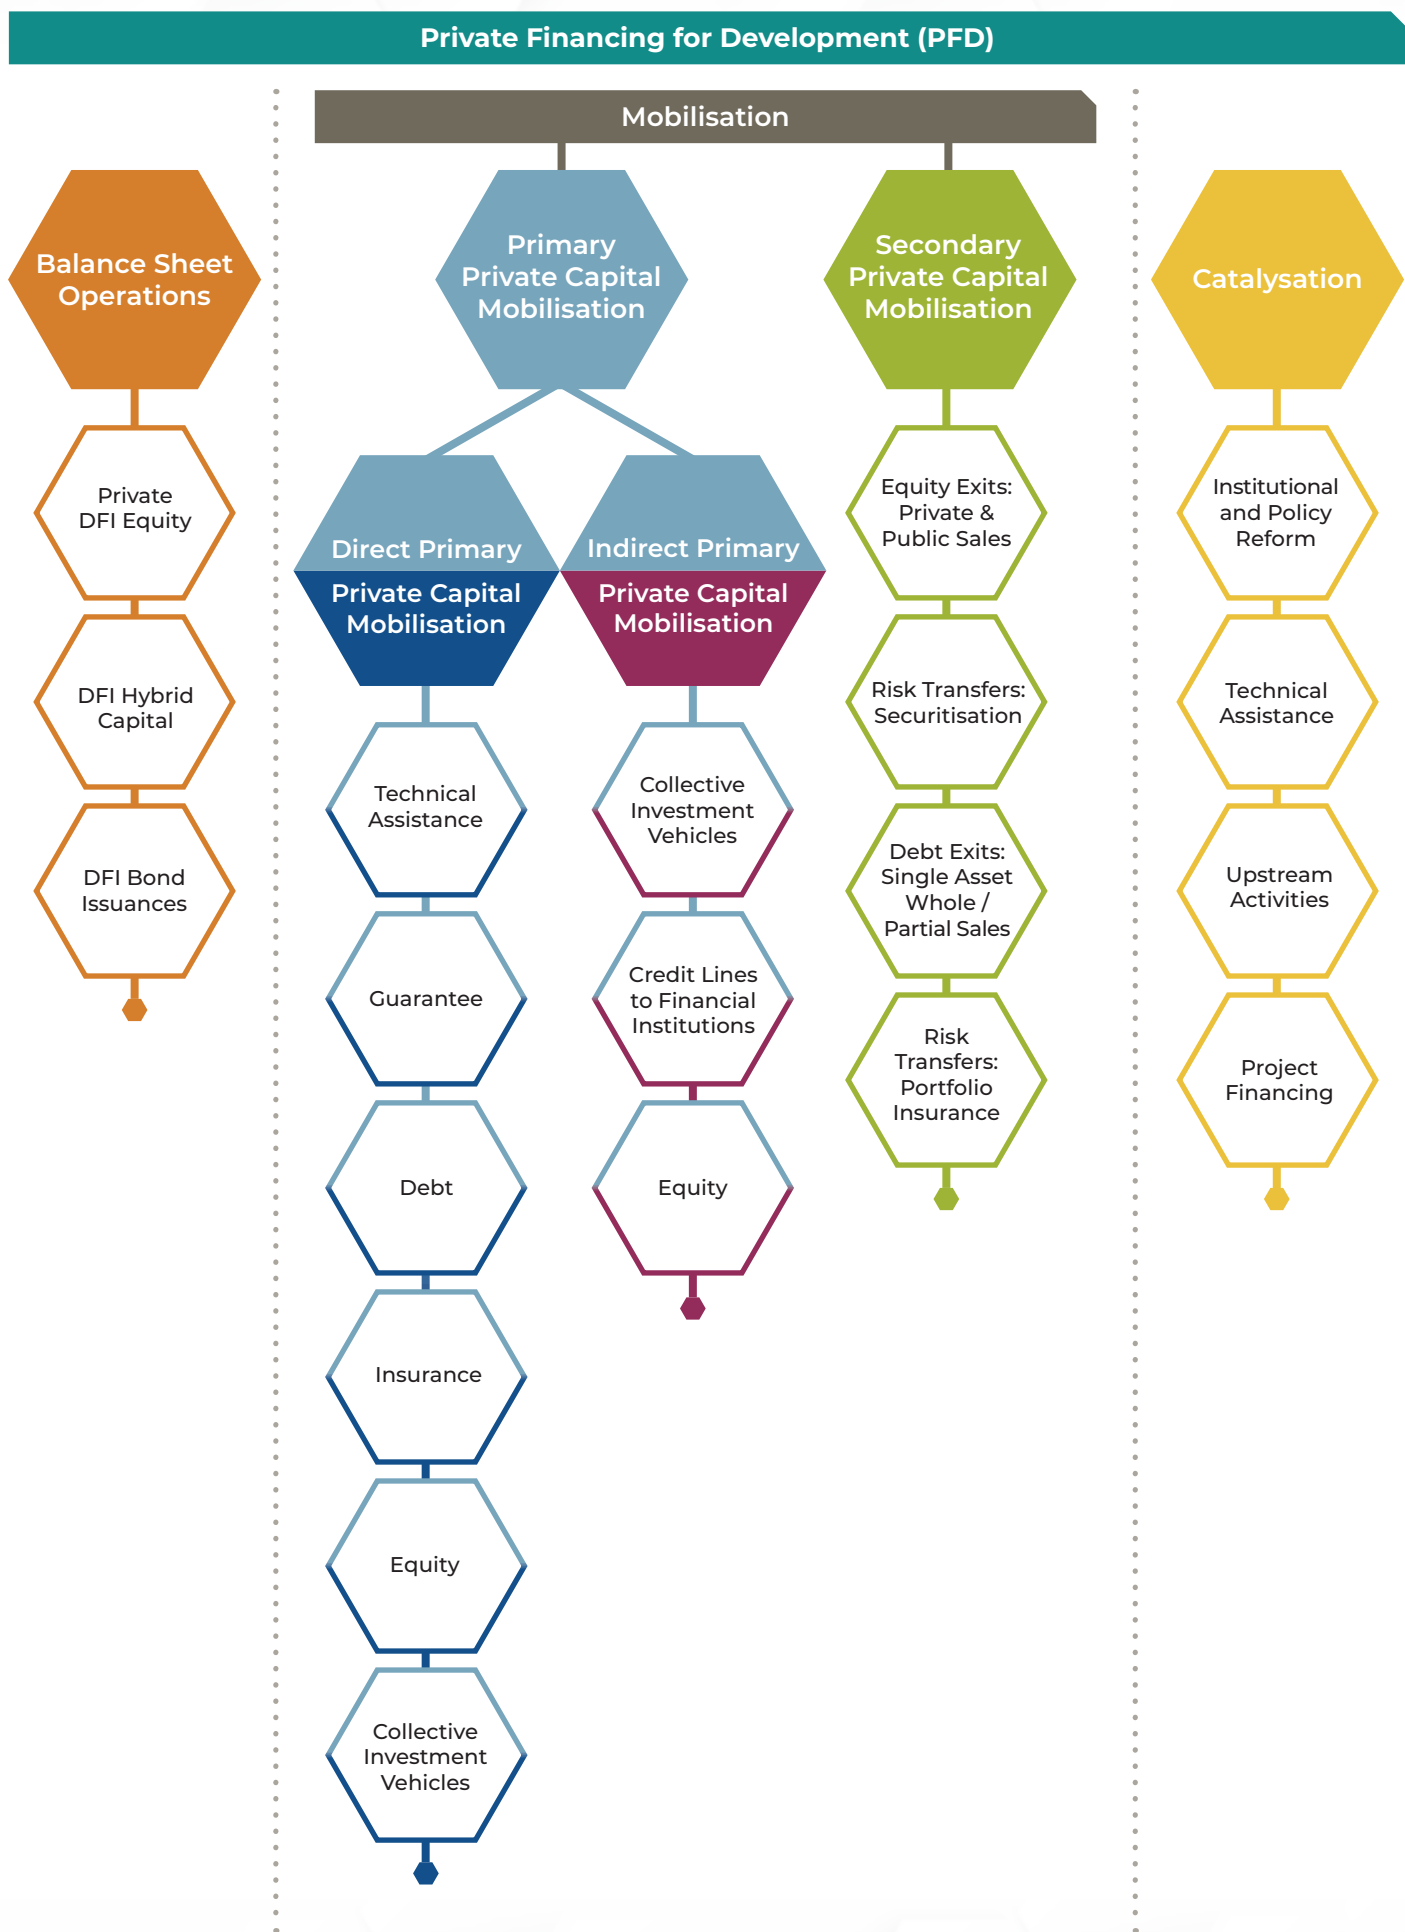 Private Financing for Development (PFD)
Mobilisation
Balance Sheet
Operations
Private
DFI Equity
DFI Hybrid
Capital
DFI Bond
Issuances
Primary
Private Capital
Mobilisation
Direct Primary
Private Capital
Mobilisation
Technical
Assistance
Guarantee
Debt
Insurance
Equity
Collective
Investment
Vehicles
Indirect Primary
Private Capital
Mobilisation
Collective
Investment
Vehicles
Credit Lines
to Financial
Institutions
Equity
Secondary
Private Capital
Mobilisation
Equity Exits:
Private &
Public Sales
Risk Transfers:
Securitisation
Debt Exits:
Single Asset
Whole /
Partial Sales
Risk
Transfers:
Portfolio
Insurance
Catalysation
Institutional
and Policy
Reform
Technical
Assistance
Upstream
Activities
Project
Financing